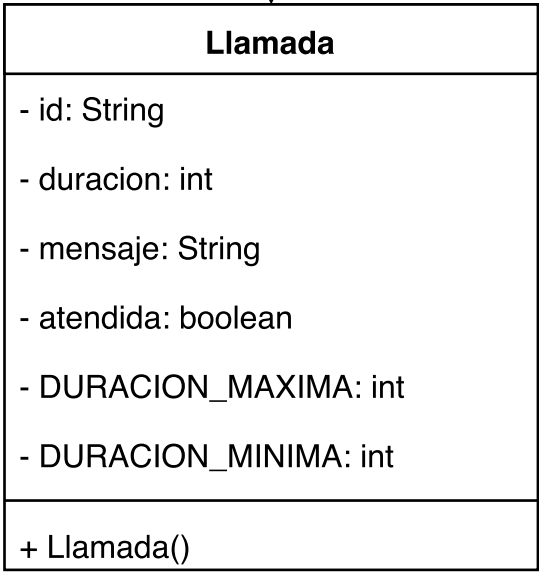 Llamada
- id: String
- duracion: int
- mensaje: String
- atendida: boolean
- DURACION_MAXIMA: int
- DURACION_MINIMA: int
+ Llamada()